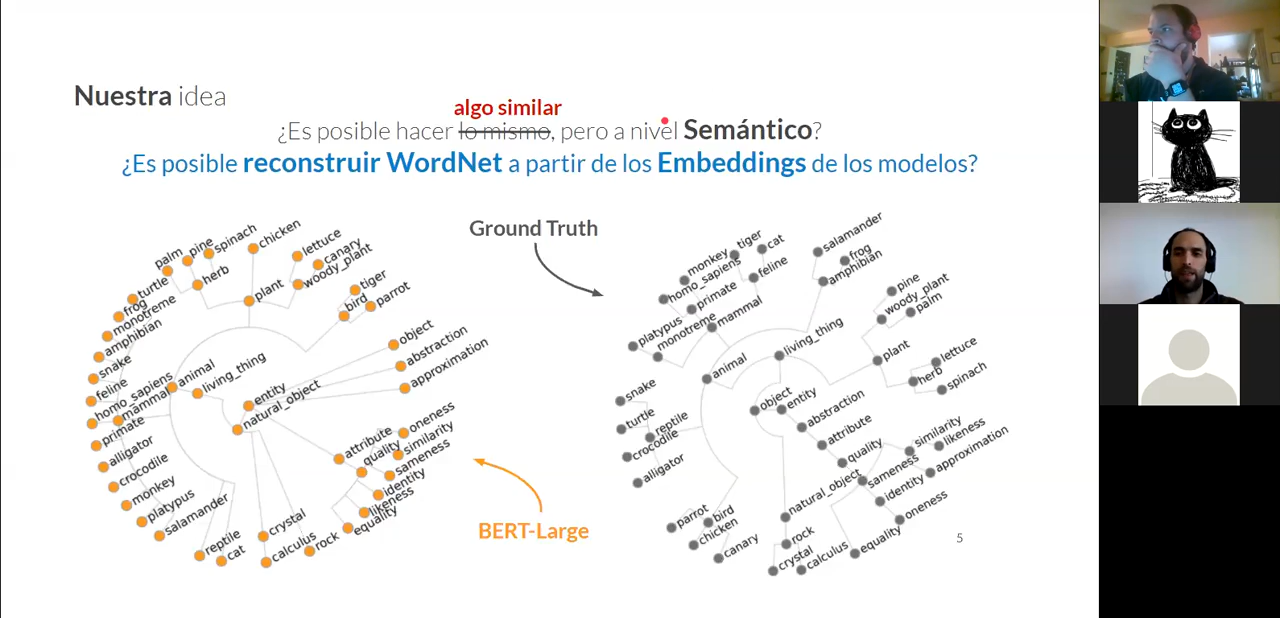 Nuestra idea
algo similar
¿Es posible hacer lo mismo, pero a nivel Semántico?
¿Es posible reconstruir WordNet a partir de los Embeddings de los modelos?
Ground Truth
palm
pine
spinach
chicken
lettuce
canary
woody_plant
turtle
herb
plant
tiger
bird
parrot
frog
monotreme
amphibian
snake
feline
homo_sapiens
mammal
animal
living_thing
primate
alligator
crocodile
monkey
platypus
salamander
reptile
cat
crystal
calculus
rock
entity
natural_object
object
abstraction
approximation
attribute
quality
oneness
similarity
sameness
identity
likeness
equality
BERT-Large
monkey
tiger
cat
homo_sapiens
primate
feline
salamander
frog
amphibian
platypus
monotreme
mammal
pine
woody_plant
palm
living_thing
animal
plant
lettuce
herb
spinach
snake
turtle
reptile
crocodile
alligator
object
entity
abstraction
attribute
quality
similarity
likeness
approximation
sameness
identity
oneness
natural_object
parrot
bird
chicken
canary
rock
crystal
calculus
equality
5